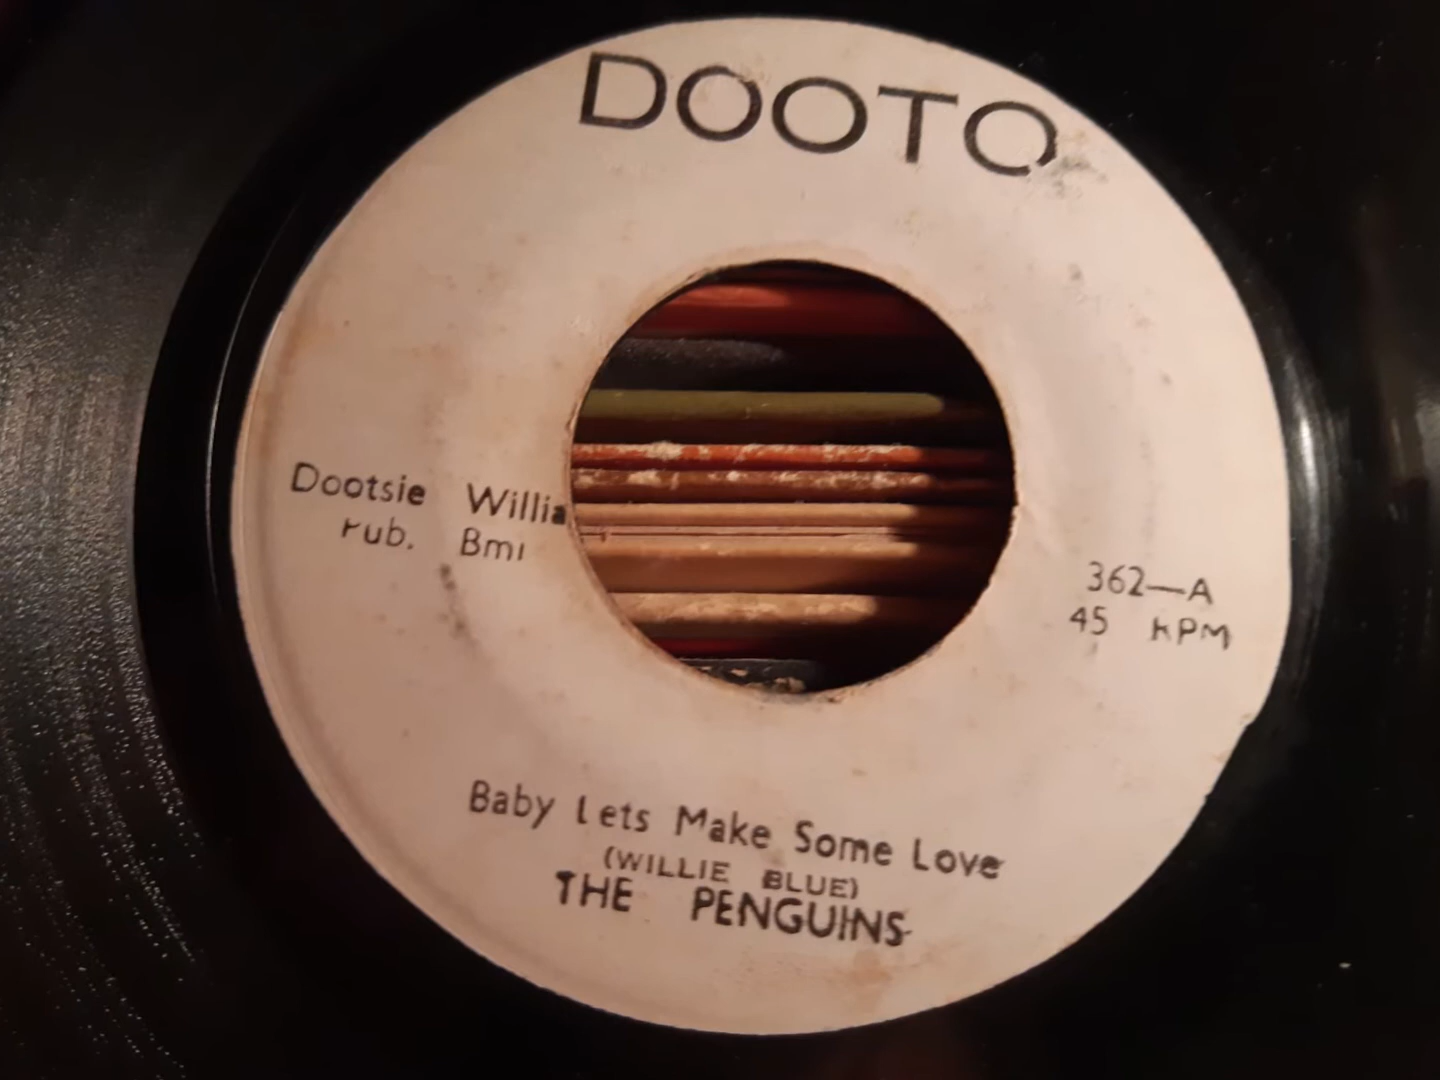 DOOTO
Dootsie Willia
Pub. Bmi
362—A
45 RPM
Baby Lets Make Some Love
(WILLIE BLUE)
THE PENGUINS